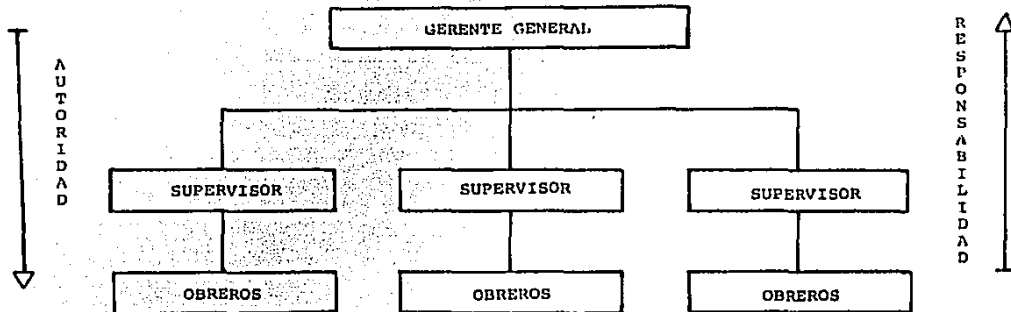 GERENTE GENERAL
AUTORIDAD
RESPONSABILIDAD
SUPERVISOR
SUPERVISOR
SUPERVISOR
OBREROS
OBREROS
OBREROS